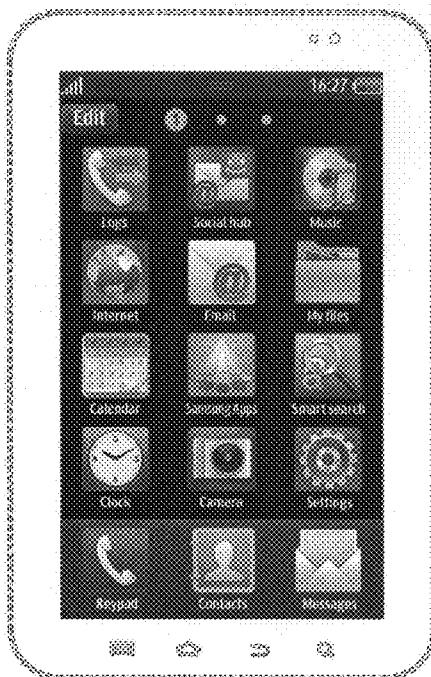 16:27
Edit 1
Logs Social hub Music
Internet Email My files
Calendar Samsung Apps Smart search
Clock Camera Settings
Keypad Contacts Messages